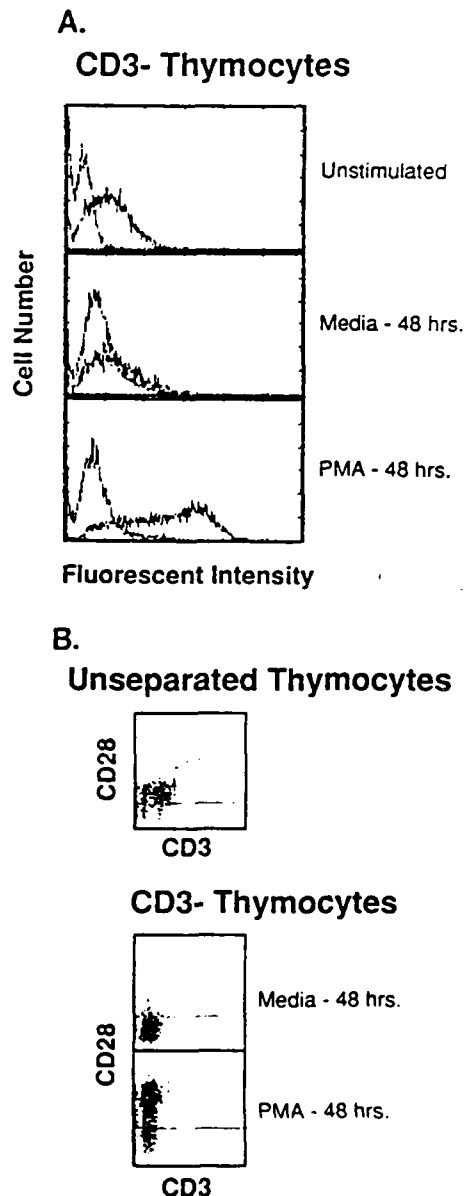 A.
CD3- Thymocytes
Unstimulated
Media - 48 hrs.
PMA - 48 hrs.
Cell Number
Fluorescent Intensity
B.
Unseparated Thymocytes
CD28
CD3
CD3- Thymocytes
Media - 48 hrs.
PMA - 48 hrs.
CD28
CD3